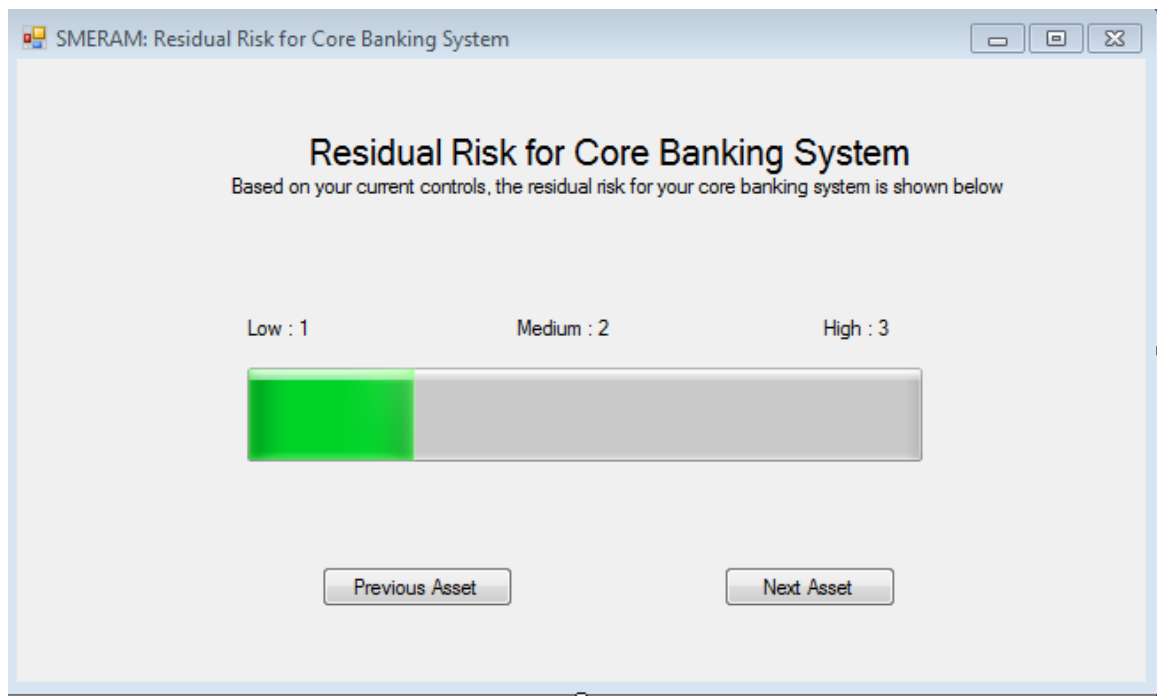 SMERAM: Residual Risk for Core Banking System
Residual Risk for Core Banking System
Based on your current controls, the residual risk for your core banking system is shown below
Low : 1 Medium : 2 High : 3
Previous Asset Next Asset